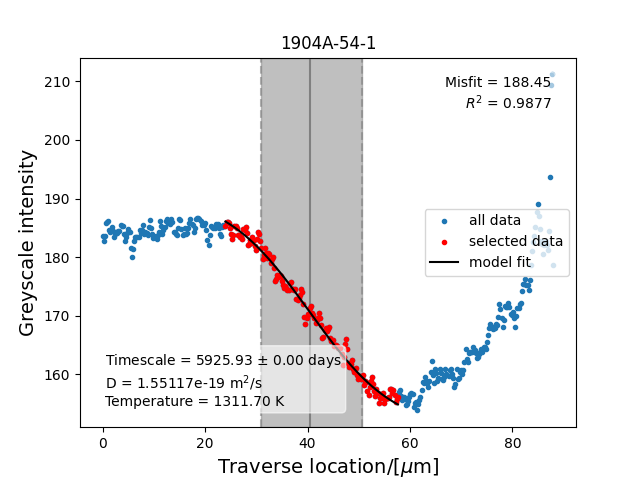 1904A-54-1
Misfit = 188.45
R² = 0.9877
Greyscale intensity
210
200
190
180
170
160
all data
selected data
model fit
Timescale = 5925.93 ± 0.00 days
D = 1.55117e-19 m²/s
Temperature = 1311.70 K
0 20 40 60 80
Traverse location/[μm]